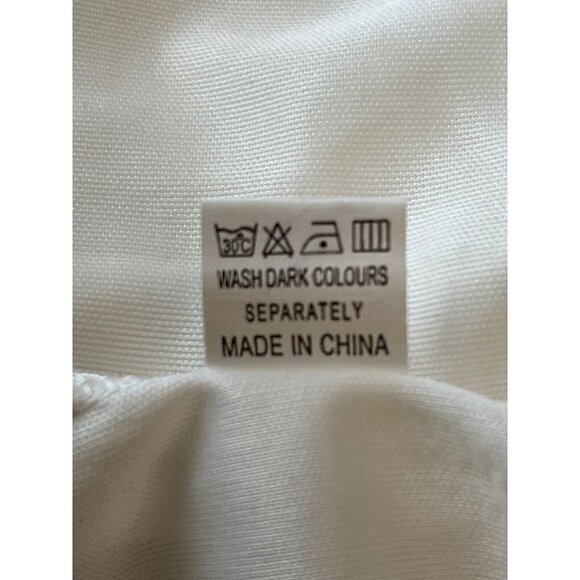 30°C
WASH DARK COLOURS
SEPARATELY
MADE IN CHINA